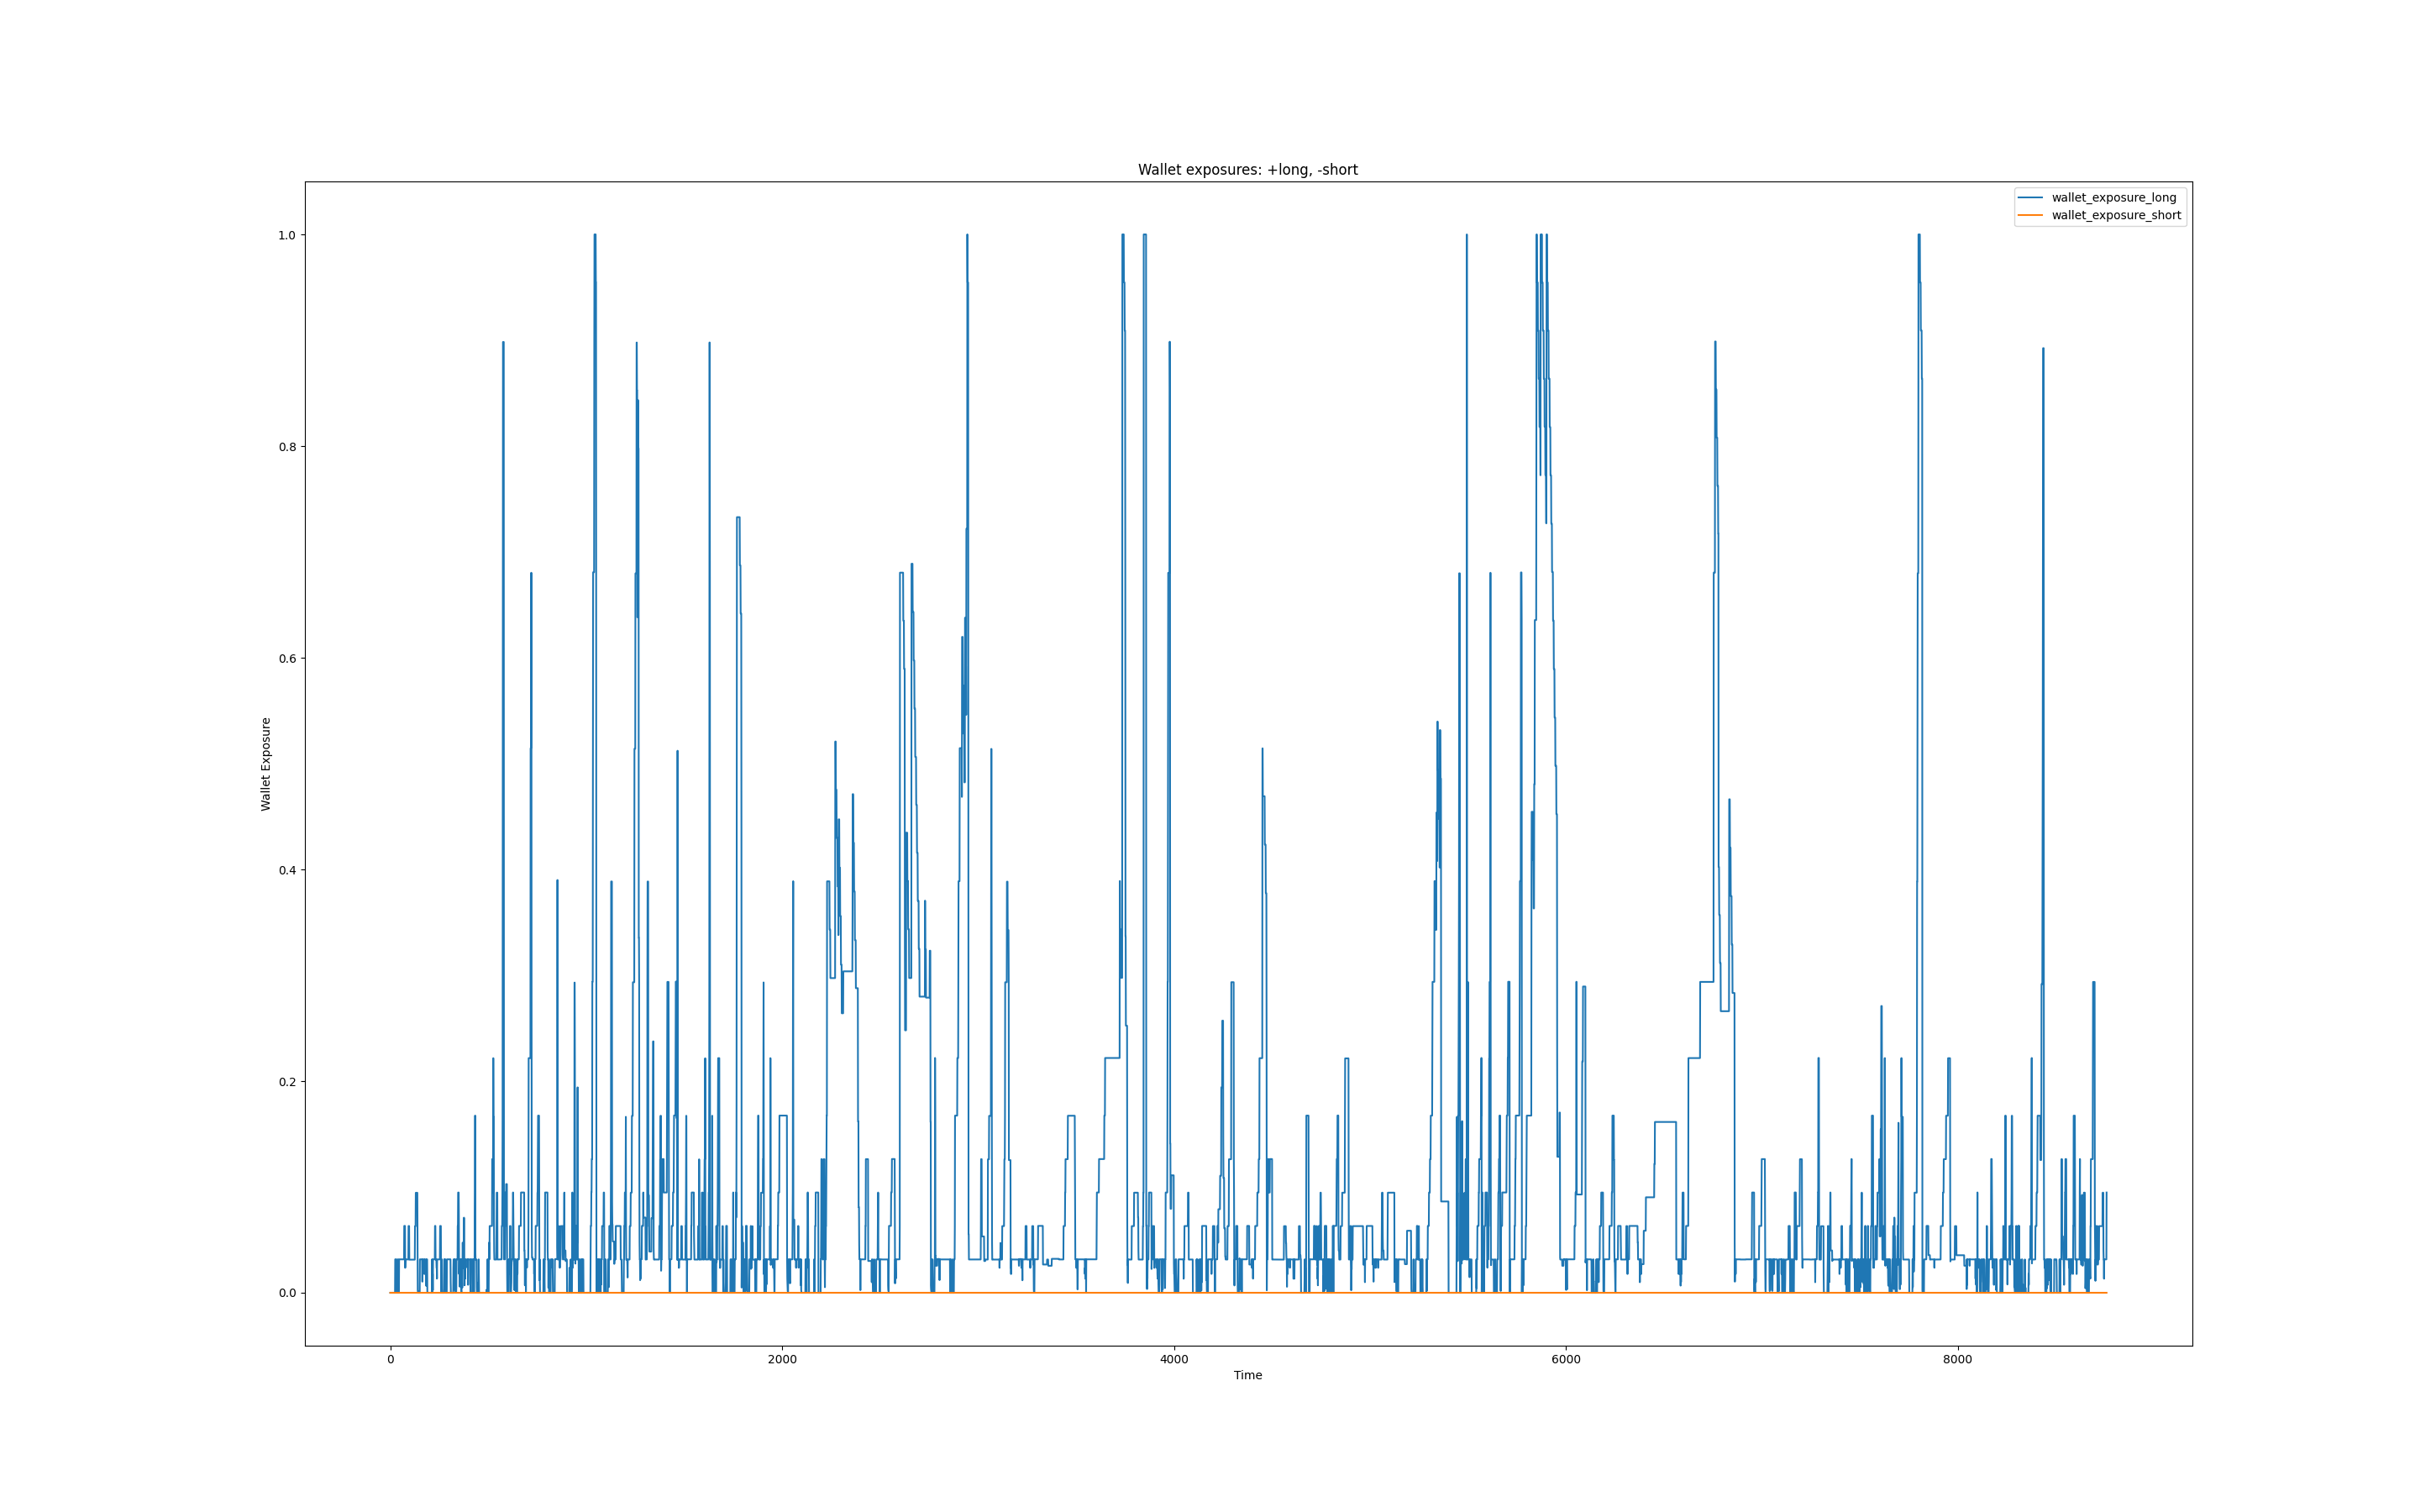 Wallet exposures: +long, -short
wallet_exposure_long
wallet_exposure_short
1.0
0.8
0.6
0.4
0.2
0.0
Wallet Exposure
0 2000 4000 6000 8000
Time